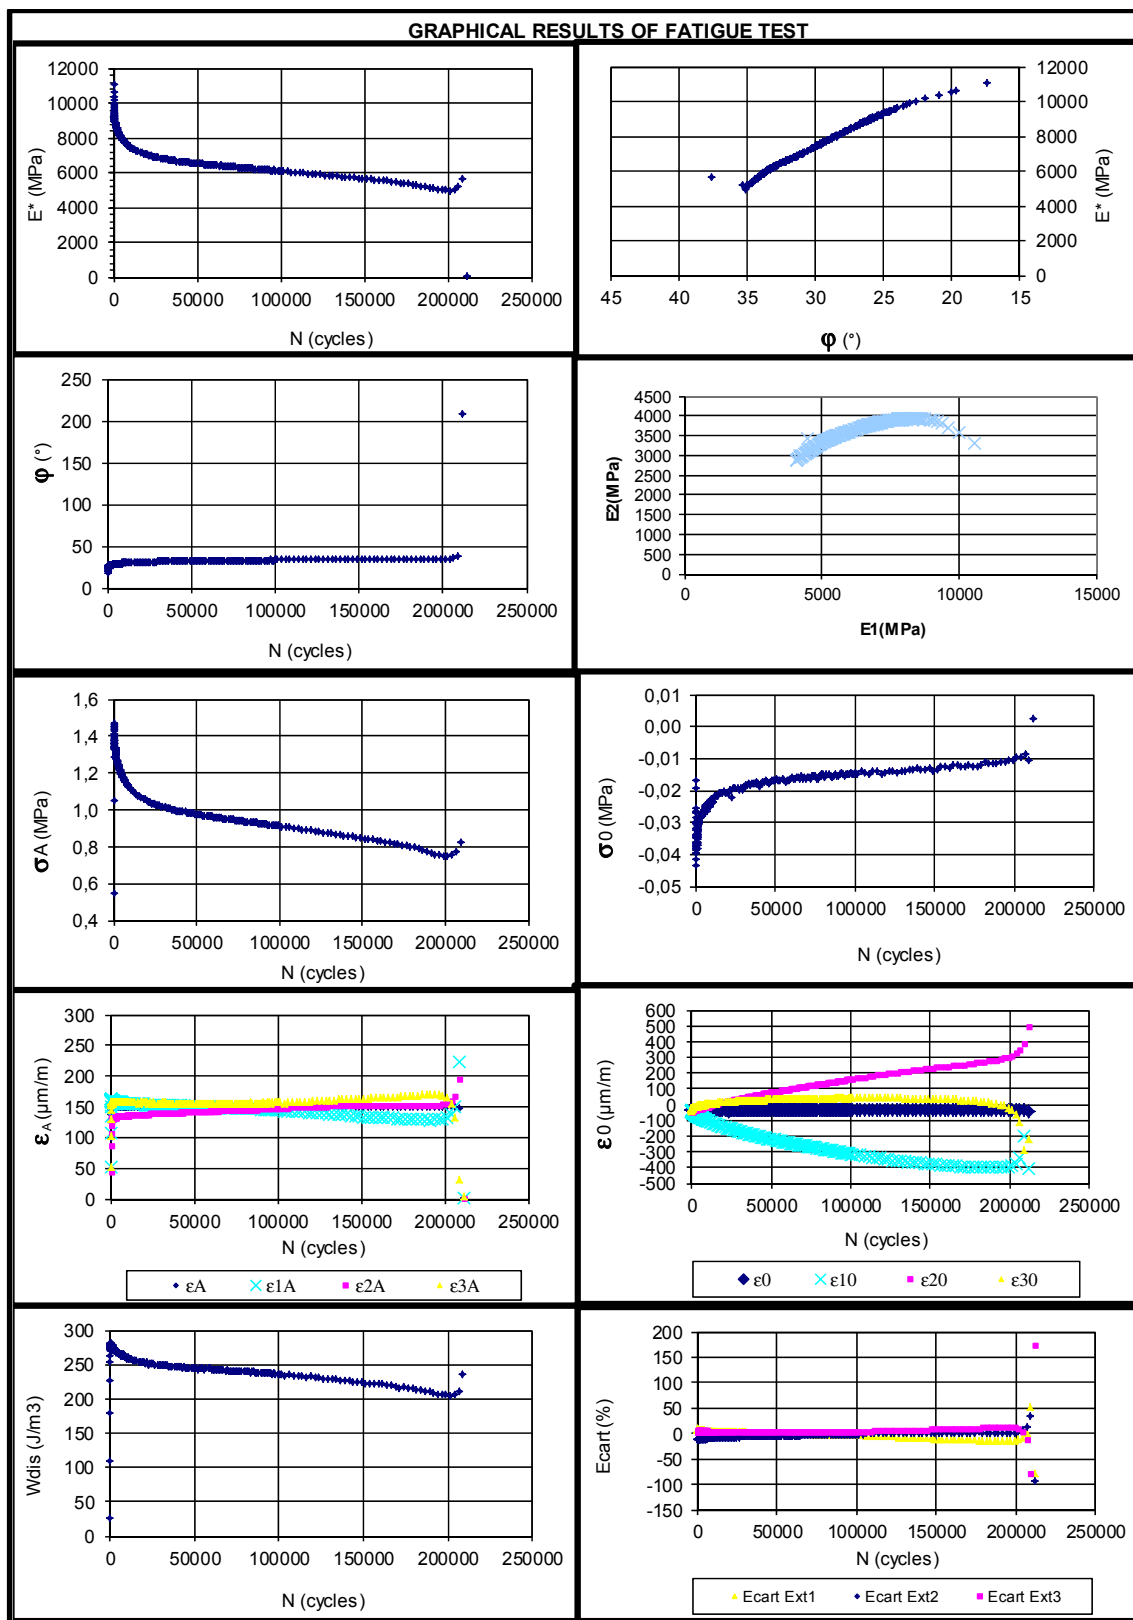 GRAPHICAL RESULTS OF FATIGUE TEST
12000
10000
8000
6000
4000
2000
0
E* (MPa)
0 50000 100000 150000 200000 250000
N (cycles)
12000
10000
8000
6000
4000
2000
0
E* (MPa)
45 40 35 30 25 20 15
φ (°)
250
200
150
100
50
0
φ (°)
0 50000 100000 150000 200000 250000
N (cycles)
4500
4000
3500
3000
2500
2000
1500
1000
500
0
E2(MPa)
0 5000 10000 15000
E1(MPa)
1,6
1,4
1,2
1,0
0,8
0,6
0,4
σA (MPa)
0 50000 100000 150000 200000 250000
N (cycles)
0,01
0,00
-0,01
-0,02
-0,03
-0,04
-0,05
σ0 (MPa)
0 50000 100000 150000 200000 250000
N (cycles)
300
250
200
150
100
50
0
εA (µm/m)
0 50000 100000 150000 200000 250000
N (cycles)
εA ε1A ε2A ε3A
600
500
400
300
200
100
0
-100
-200
-300
-400
-500
ε0 (µm/m)
0 50000 100000 150000 200000 250000
N (cycles)
ε0 ε10 ε20 ε30
300
250
200
150
100
50
0
Wdis (J/m3)
0 50000 100000 150000 200000 250000
N (cycles)
200
150
100
50
0
-50
-100
-150
Ecart (%)
0 50000 100000 150000 200000 250000
N (cycles)
Ecart Ext1 Ecart Ext2 Ecart Ext3